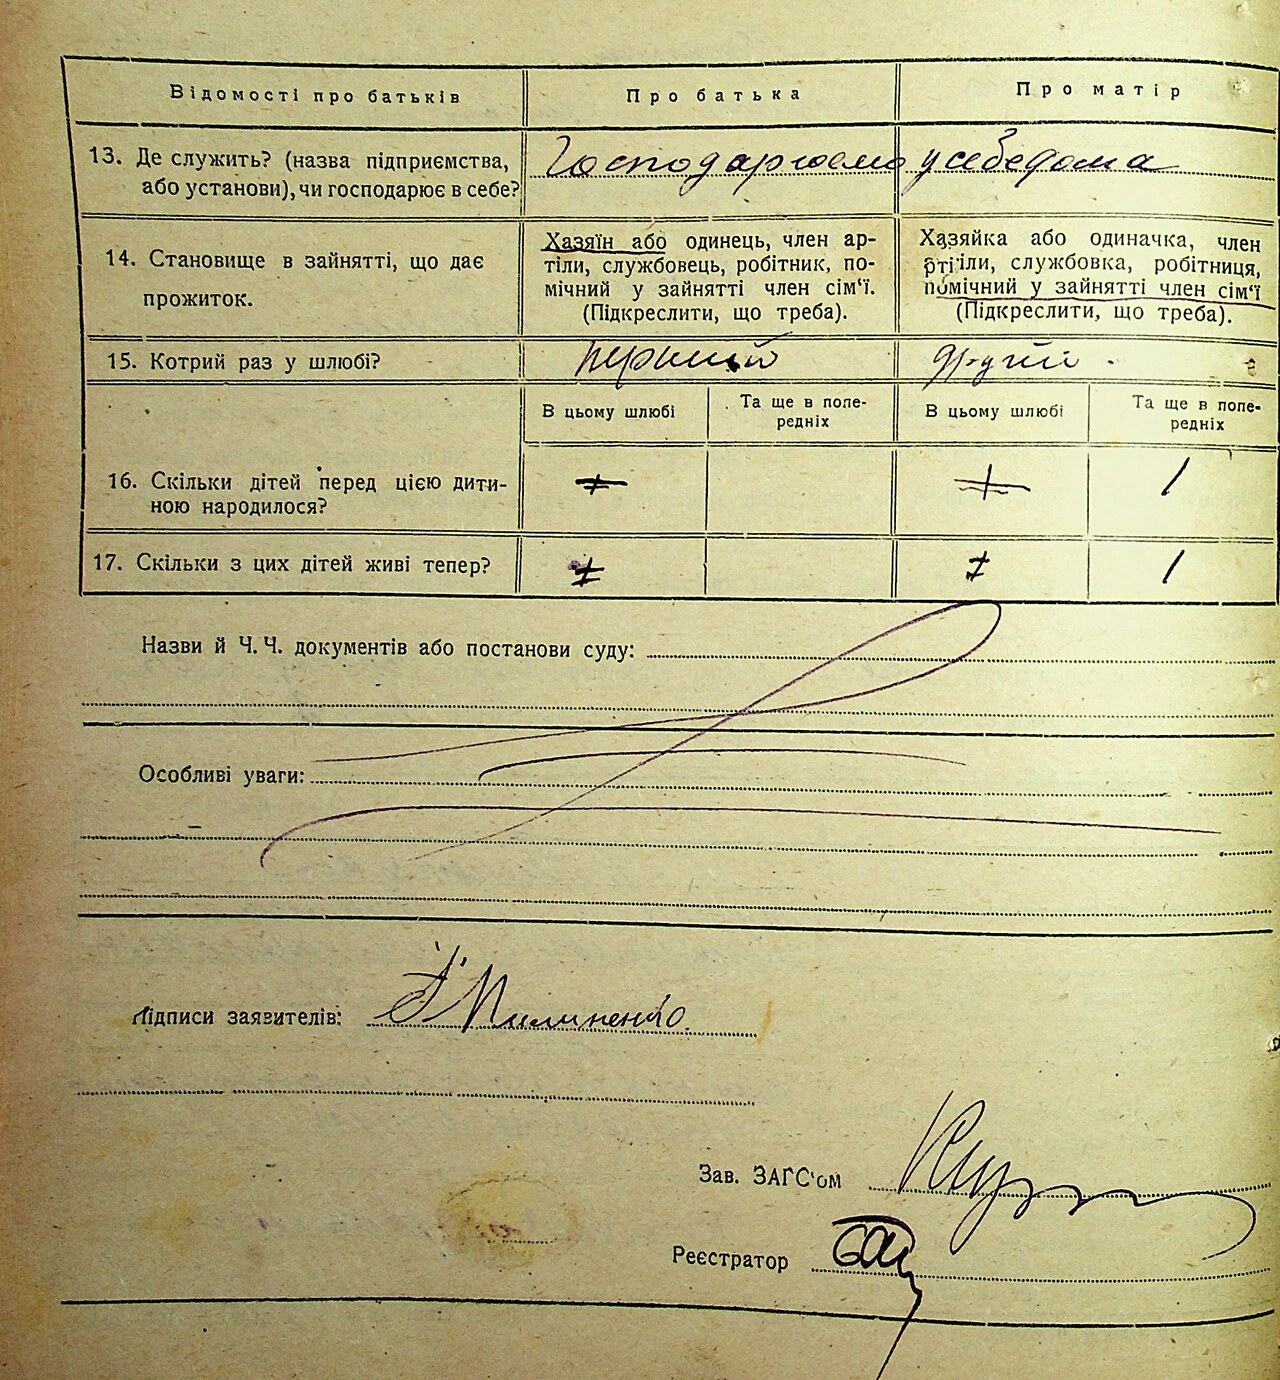 Відомості про батьків
Про батька
Про матір
13. Де служить? (назва підприємства,
або установи), чи господарює в себе?
Господарюємо у себе дома
14. Становище в зайнятті, що дає
прожиток.
Хазяїн або одинець, член ар-
тіли, службовець, робітник, по-
мічний у зайнятті член сім'ї.
(Підкреслити, що треба).
Хазяйка або одиначка, член
ртіли, службовка, робітниця,
помічний у зайнятті член сім'ї
(Підкреслити, що треба).
15. Котрий раз у шлюбі?
перший
другий
В цьому шлюбі
Та ще в попе-
редніх
В цьому шлюбі
Та ще в попе-
редніх
16. Скільки дітей перед цією дити-
ною народилося?
1
17. Скільки з цих дітей живі тепер?
1
Назви й Ч. Ч. документів або постанови суду:
Особливі уваги:
Підписи заявителів:
Зав. ЗАГС'ом
Реєстратор